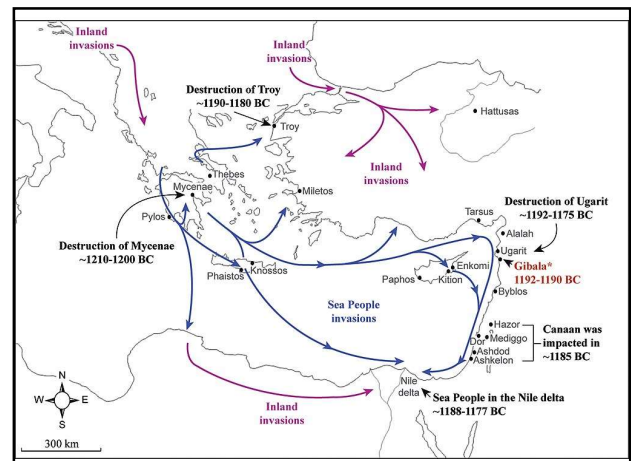 Inland
invasions
Inland
invasions
Destruction of Troy
~1190-1180 BC
Troy
Hattusas
Inland
invasions
Thebes
Mycenae
Miletos
Pylos
Destruction of Mycenae
~1210-1200 BC
Phaistos
Knossos
Destruction of Ugarit
~1192-1175 BC
Tarsus
Alalah
Ugarit
Gibala*
1192-1190 BC
Enkomi
Paphos
Kition
Byblos
Sea People
invasions
Hazor
Mediggo
Dor
Ashdod
Ashkelon
Canaan was
impacted in
~1185 BC
Nile
delta
Sea People in the Nile delta
~1188-1177 BC
Inland
invasions
N
W
E
S
300 km